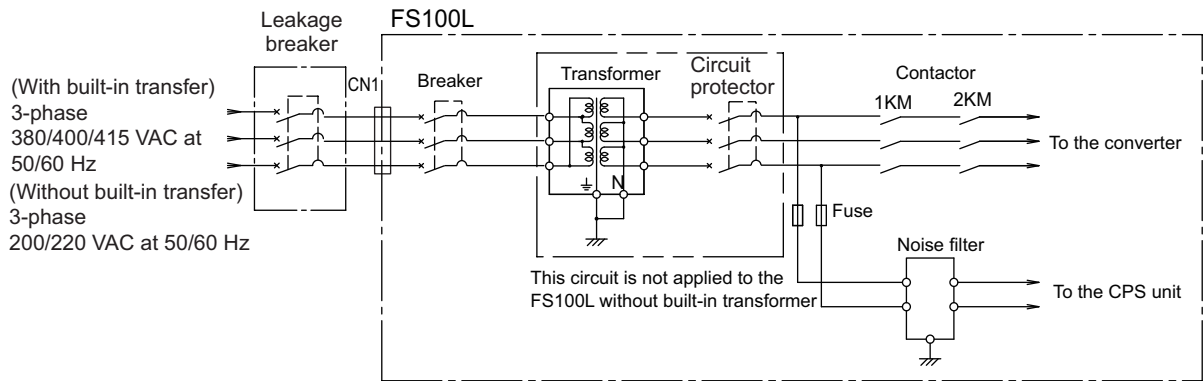 Leakage
breaker
FS100L
(With built-in transfer)
3-phase
380/400/415 VAC at
50/60 Hz
(Without built-in transfer)
3-phase
200/220 VAC at 50/60 Hz
CN1
Breaker
Transformer
N
Circuit
protector
Contactor
1KM
2KM
To the converter
Fuse
Noise filter
To the CPS unit
This circuit is not applied to the
FS100L without built-in transformer